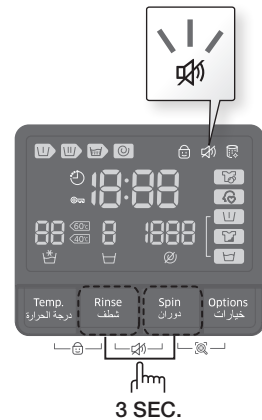 18:88
60℃
40℃
88 8 1888
Temp.
درجة الحرارة
Rinse
شطف
Spin
دوران
Options
خيارات
3 SEC.